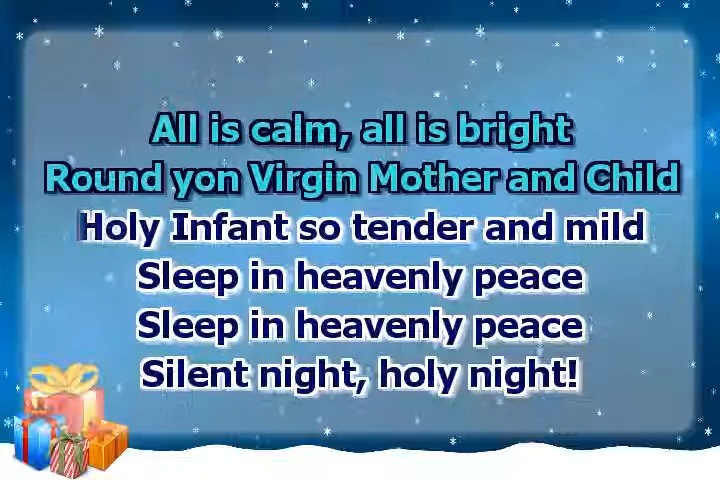 All is calm, all is bright
Round yon Virgin Mother and Child
Holy Infant so tender and mild
Sleep in heavenly peace
Sleep in heavenly peace
Silent night, holy night!